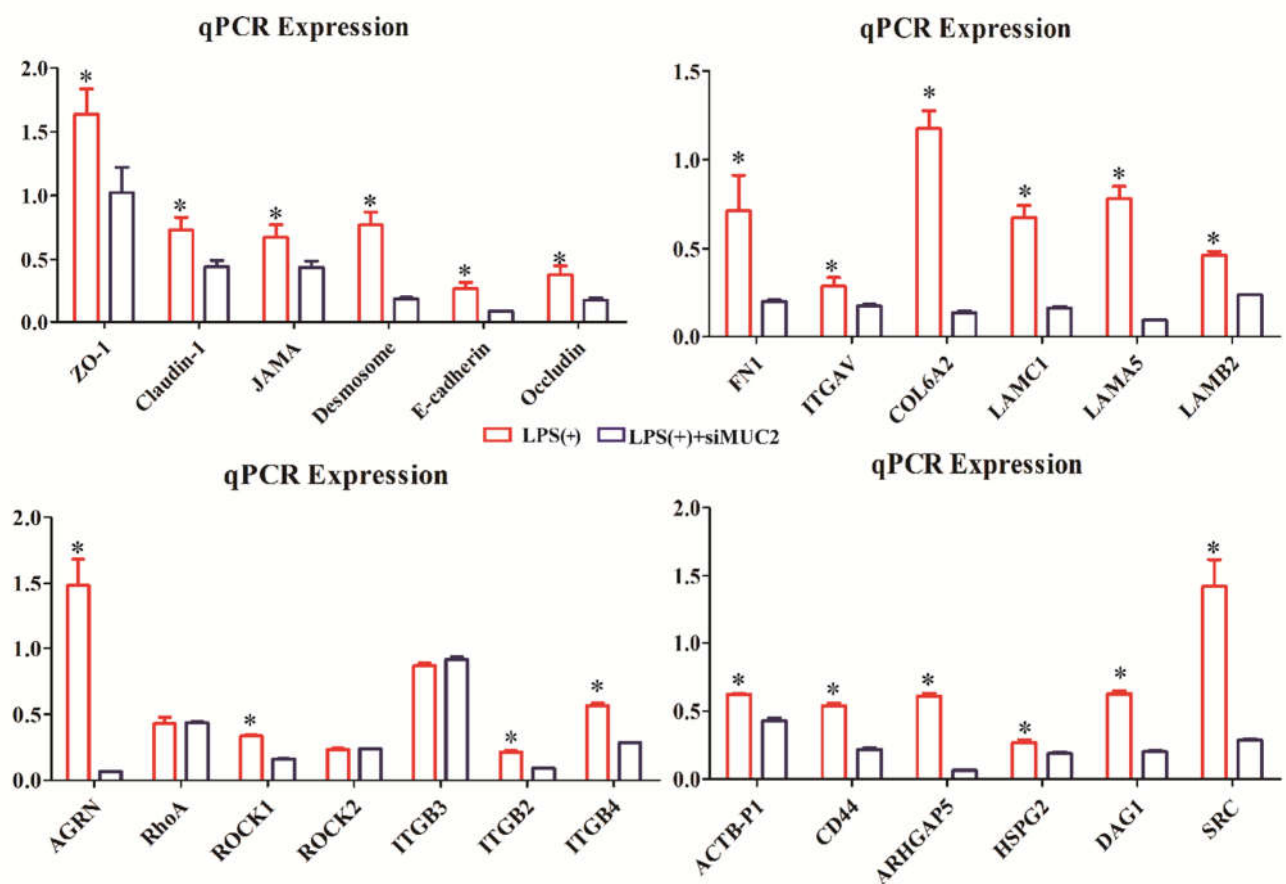 qPCR Expression
2.0
1.5
1.0
0.5
0.0
*
*
*
*
*
*
ZO-1
Claudin-1
JAMA
Desmosome
E-cadherin
Occludin
qPCR Expression
1.5
1.0
0.5
0.0
*
*
*
*
*
*
FN1
ITGAV
COL6A2
LAMC1
LAMA5
LAMB2
LPS(+)
LPS(+)+siMUC2
qPCR Expression
2.0
1.5
1.0
0.5
0.0
*
*
*
*
AGRN
RhoA
ROCK1
ROCK2
ITGB3
ITGB2
ITGB4
qPCR Expression
2.0
1.5
1.0
0.5
0.0
*
*
*
*
*
*
ACTB-P1
CD44
ARHGAP5
HSPG2
DAG1
SRC